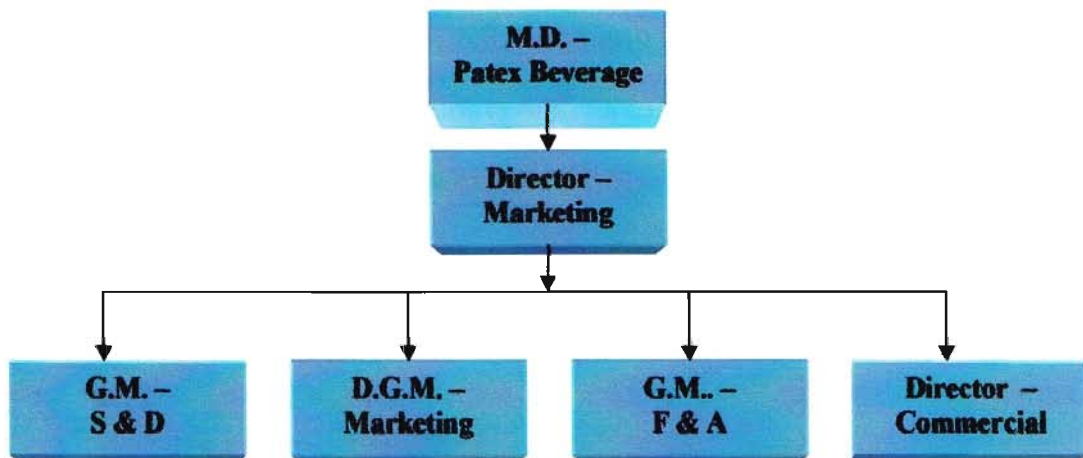 M.D. –
Patex Beverage
Director –
Marketing
G.M. –
S & D
D.G.M. –
Marketing
G.M.. –
F & A
Director –
Commercial